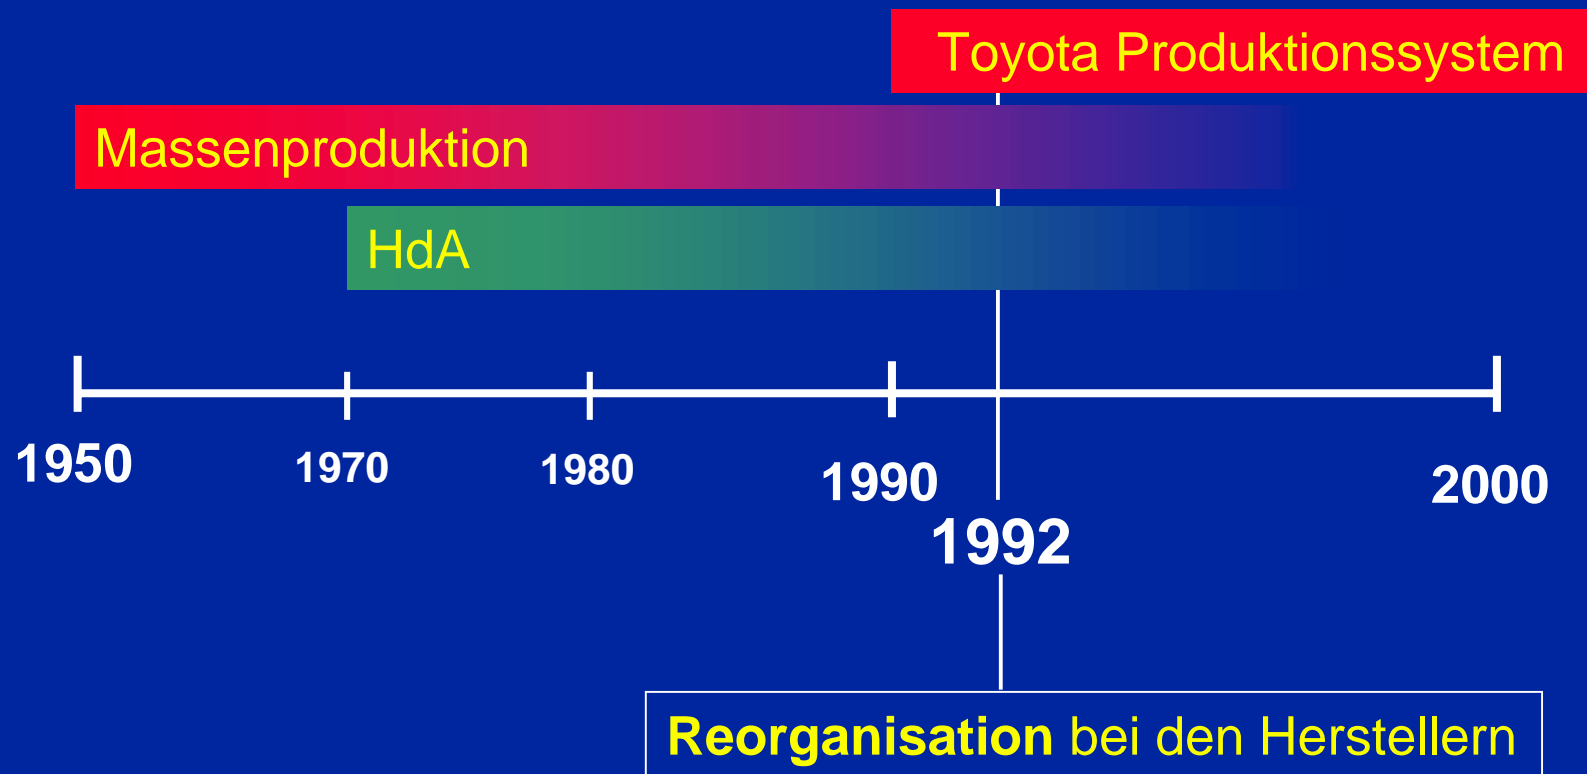 Toyota Produktionssystem
Massenproduktion
HdA
1950
1970
1980
1990
2000
1992
Reorganisation bei den Herstellern